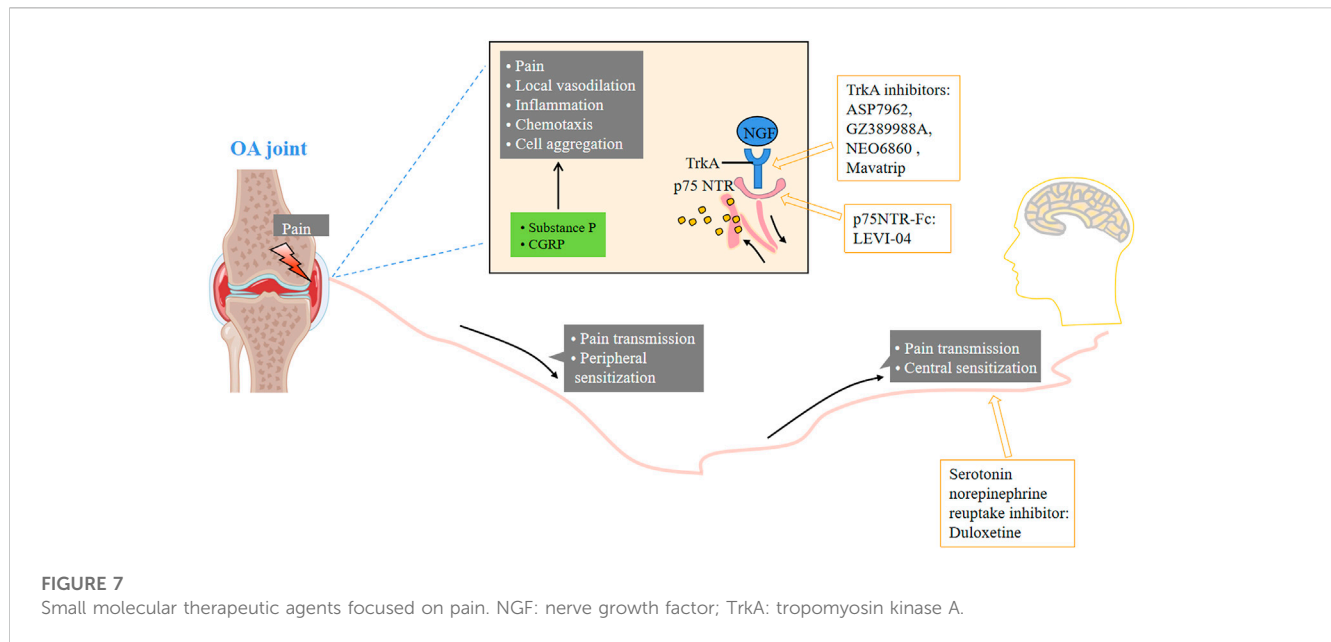 OA joint
Pain
• Pain
• Local vasodilation
• Inflammation
• Chemotaxis
• Cell aggregation
• Substance P
• CGRP
NGF
TrkA
p75 NTR
TrkA inhibitors:
ASP7962,
GZ389988A,
NEO6860 ,
Mavatrip
p75NTR-Fc:
LEVI-04
• Pain transmission
• Peripheral
sensitization
• Pain transmission
• Central sensitization
Serotonin
norepinephrine
reuptake inhibitor:
Duloxetine
FIGURE 7
Small molecular therapeutic agents focused on pain. NGF: nerve growth factor; TrkA: tropomyosin kinase A.